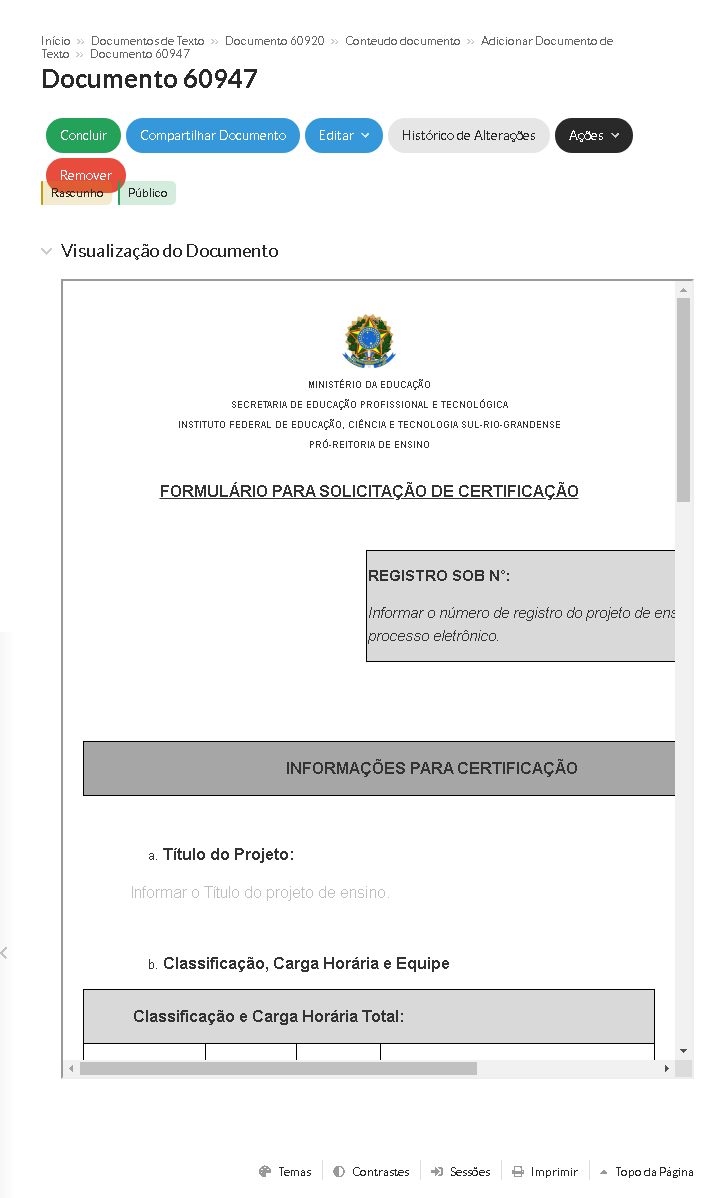 Início » Documentos de Texto » Documento 60920 » Conteudo documento » Adicionar Documento de
Texto » Documento 60947
Documento 60947
Concluir Compartilhar Documento Editar Histórico de Alterações Ações
Remover
Rascunho Público
Visualização do Documento
MINISTÉRIO DA EDUCAÇÃO
SECRETARIA DE EDUCAÇÃO PROFISSIONAL E TECNOLÓGICA
INSTITUTO FEDERAL DE EDUCAÇÃO, CIÊNCIA E TECNOLOGIA SUL-RIO-GRANDENSE
PRÓ-REITORIA DE ENSINO
FORMULÁRIO PARA SOLICITAÇÃO DE CERTIFICAÇÃO
REGISTRO SOB N°:
Informar o número de registro do projeto de ens
processo eletrônico.
INFORMAÇÕES PARA CERTIFICAÇÃO
a. Título do Projeto:
Informar o Título do projeto de ensino.
b. Classificação, Carga Horária e Equipe
Classificação e Carga Horária Total:
Temas Contrastes Sessões Imprimir Topo da Página